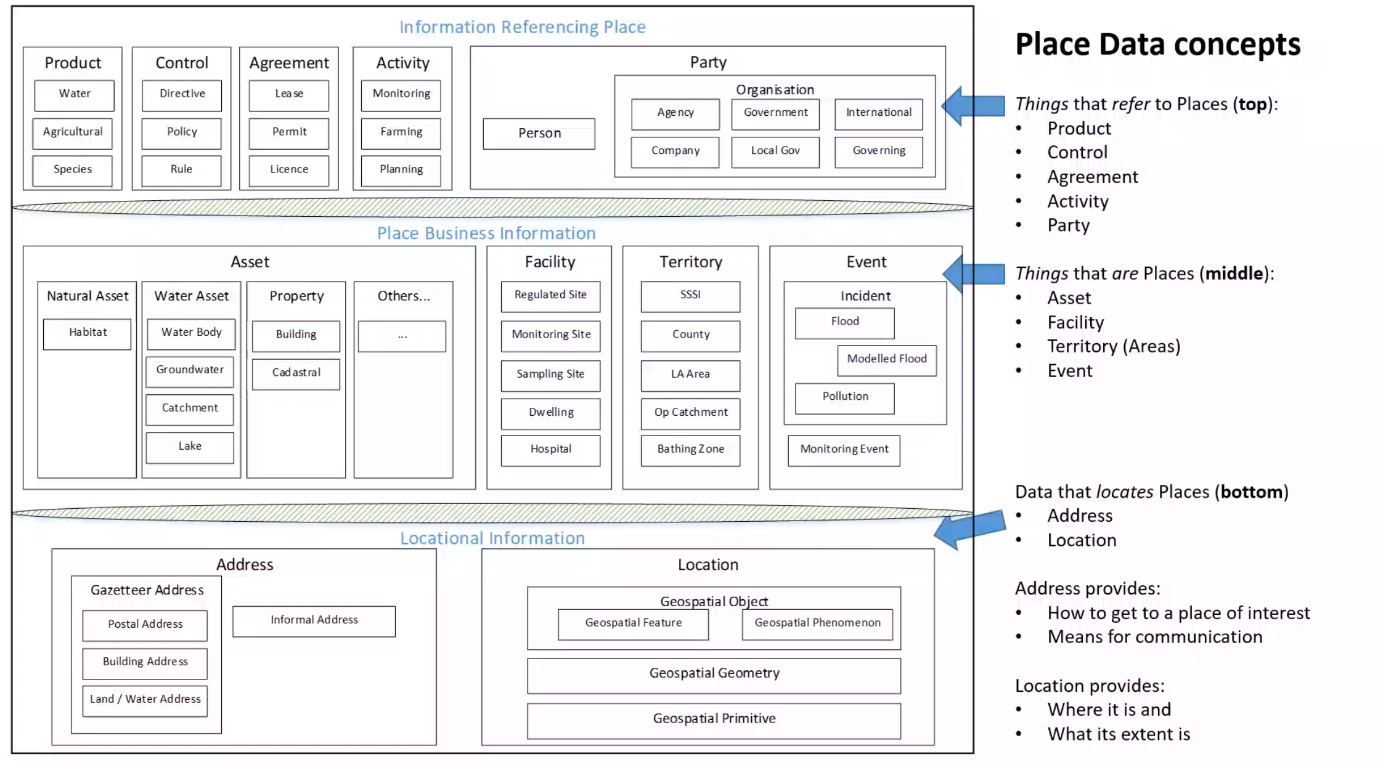 Information Referencing Place
Product
Water
Agricultural
Species
Control
Directive
Policy
Rule
Agreement
Lease
Permit
Licence
Activity
Monitoring
Farming
Planning
Party
Person
Organisation
Agency
Government
International
Company
Local Gov
Governing
Place Business Information
Asset
Natural Asset
Habitat
Water Asset
Water Body
Groundwater
Catchment
Lake
Property
Building
Cadastral
Others...
...
Facility
Regulated Site
Monitoring Site
Sampling Site
Dwelling
Hospital
Territory
SSSI
County
LA Area
Op Catchment
Bathing Zone
Event
Incident
Flood
Modelled Flood
Pollution
Monitoring Event
Locational Information
Address
Gazetteer Address
Postal Address
Building Address
Land / Water Address
Informal Address
Location
Geospatial Object
Geospatial Feature
Geospatial Phenomenon
Geospatial Geometry
Geospatial Primitive
Place Data concepts
Things that refer to Places (top):
• Product
• Control
• Agreement
• Activity
• Party
Things that are Places (middle):
• Asset
• Facility
• Territory (Areas)
• Event
Data that locates Places (bottom)
• Address
• Location
Address provides:
• How to get to a place of interest
• Means for communication
Location provides:
• Where it is and
• What its extent is